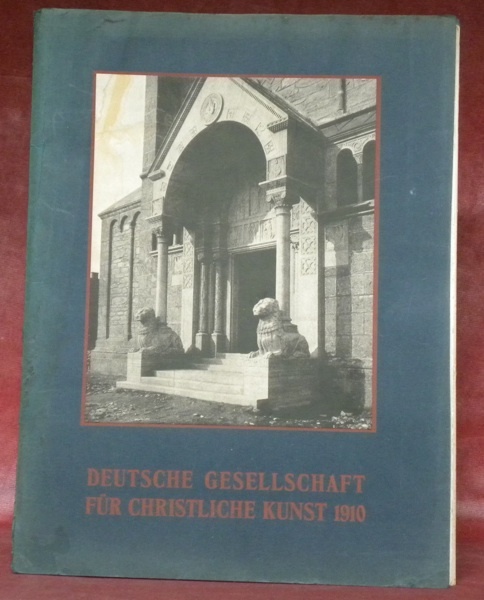 DEUTSCHE GESELLSCHAFT
FÜR CHRISTLICHE KUNST 1910